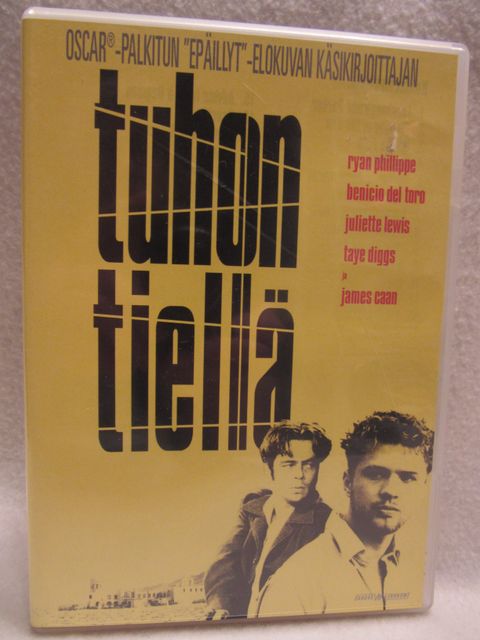 OSCAR®-PALKITUN "EPÄILLYT"-ELOKUVAN KÄSIKIRJOITTAJAN
tuhon
tiellä
ryan phillippe
benicio del toro
juliette lewis
taye diggs
ja
james caan